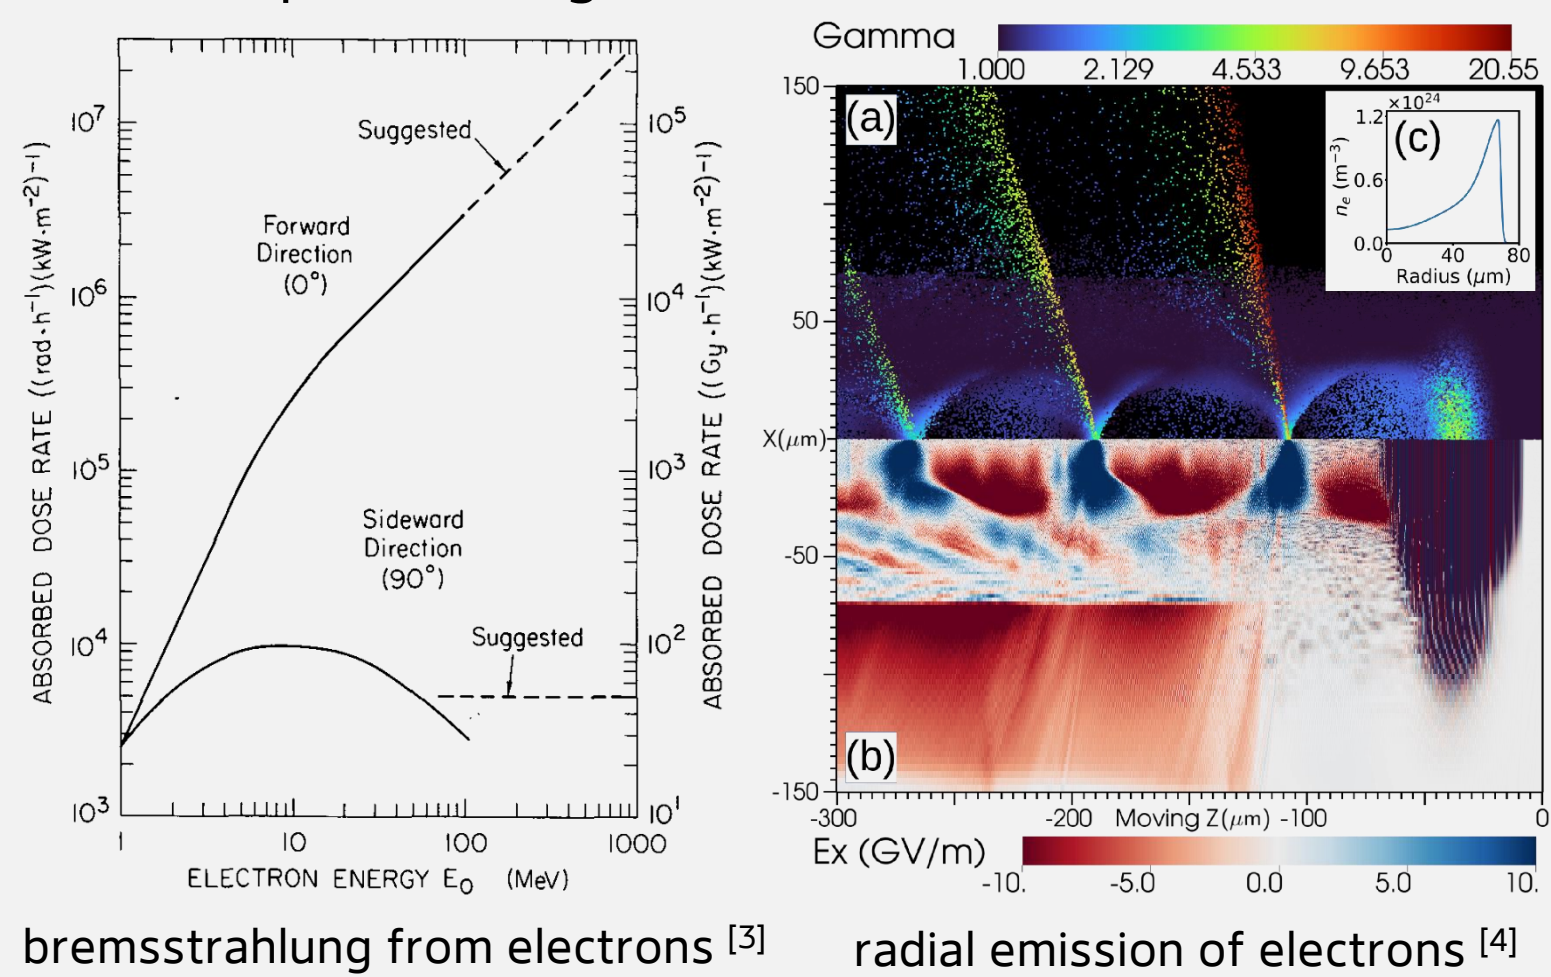 10⁷
10⁶
10⁵
10⁴
10³
ABSORBED DOSE RATE ((rad·h⁻¹)(kW·m⁻²)⁻¹)
Suggested
Forward
Direction
(0°)
Sideward
Direction
(90°)
Suggested
10⁵
10⁴
10³
10²
10¹
ABSORBED DOSE RATE ((Gy·h⁻¹)(kW·m⁻²)⁻¹)
1 10 100 1000
ELECTRON ENERGY E₀ (MeV)
bremsstrahlung from electrons [3]
Gamma
1.000 2.129 4.533 9.653 20.55
150
50
X(μm)
-50
-150
(a)
×10²⁴
1.2
0.6
0.0
nₑ (m⁻³)
(c)
0 40 80
Radius (μm)
(b)
-300 -200 Moving Z(μm) -100 0
Ex (GV/m)
-10. -5.0 0.0 5.0 10.
radial emission of electrons [4]